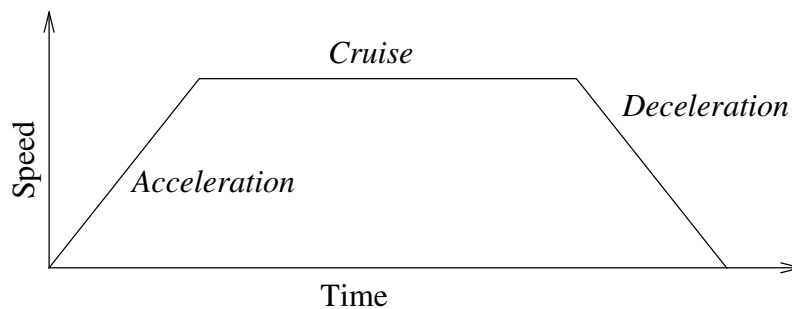 Cruise
Deceleration
Speed
Acceleration
Time